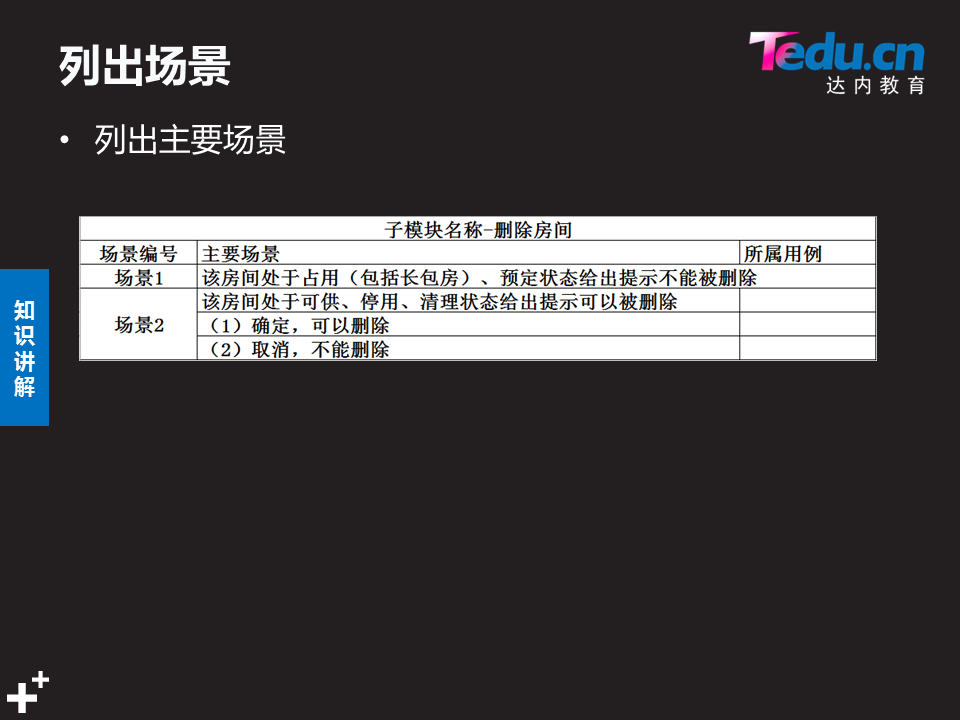 列出场景
Tedu.cn
达内教育
• 列出主要场景
子模块名称-删除房间
场景编号 主要场景 所属用例
场景1 该房间处于占用（包括长包房）、预定状态给出提示不能被删除
该房间处于可供、停用、清理状态给出提示可以被删除
场景2 （1）确定，可以删除
（2）取消，不能删除
知识讲解